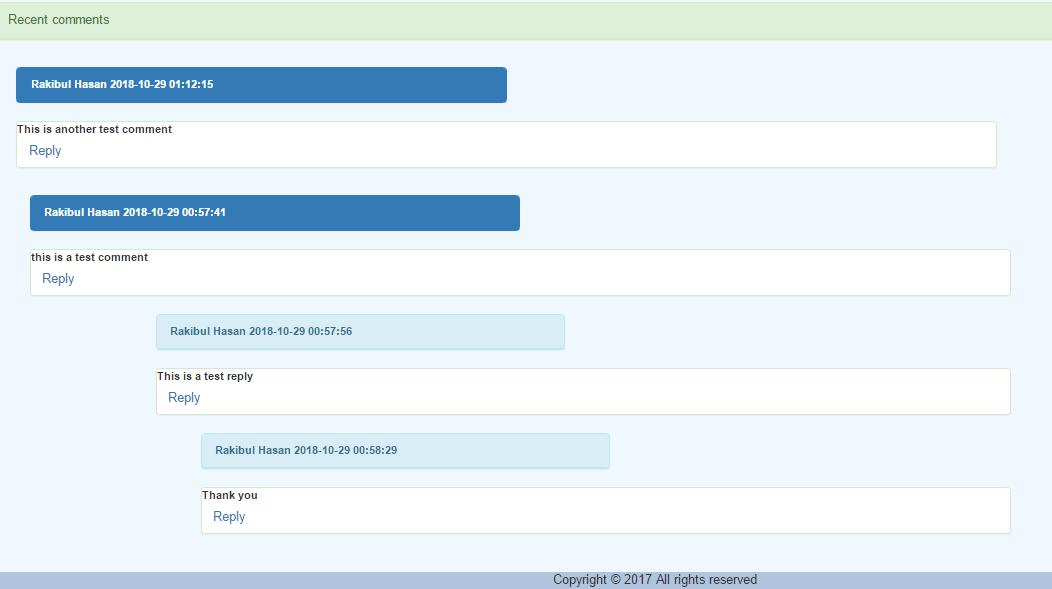 Recent comments
Rakibul Hasan 2018-10-29 01:12:15
This is another test comment
Reply
Rakibul Hasan 2018-10-29 00:57:41
this is a test comment
Reply
Rakibul Hasan 2018-10-29 00:57:56
This is a test reply
Reply
Rakibul Hasan 2018-10-29 00:58:29
Thank you
Reply
Copyright © 2017 All rights reserved